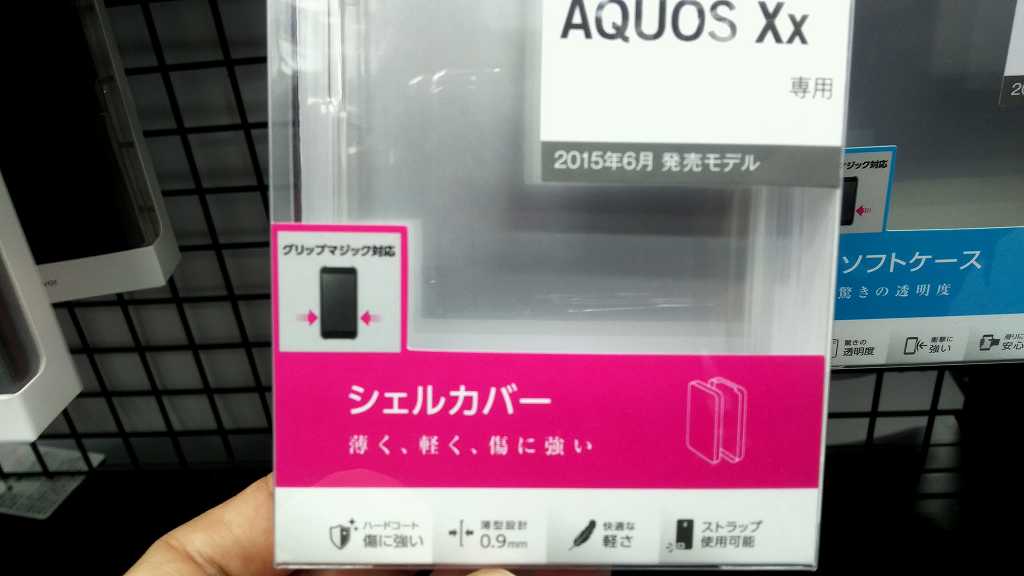 AQUOS Xx
専用
2015年6月 発売モデル
グリップマジック対応
シェルカバー
薄く、軽く、傷に強い
ハードコート
傷に強い
薄型設計
0.9mm
快適な
軽さ
ストラップ
使用可能
ソフトケース
驚きの透明度
驚きの
透明度
衝撃に
強い